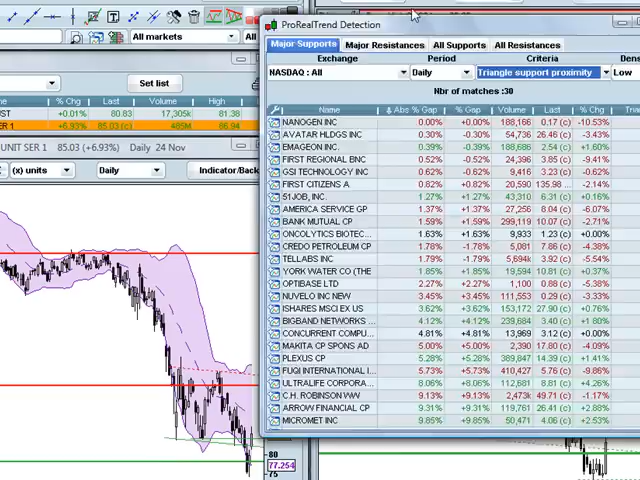 ProRealTrend Detection
All markets
Major Supports Major Resistances All Supports All Resistances
Exchange Period Criteria Dens
NASDAQ : All Daily Triangle support proximity Low
Nbr of matches :30
Set list
Name Abs % Gap % Gap Volume Last % Chg
% Chg Last Volume High
UST +0.01% 80.83 17,305k 81.38
SER 1 +6.93% 85.03 485M 86.94
UNIT SER 1 85.03 (+6.93%) Daily 24 Nov
(x) units Daily Indicator/Back
NANOGEN INC 0.00% +0.00% 188,166 0.17 (c) -10.53%
AVATAR HLDGS INC 0.30% -0.30% 54,736 26.46 (c) -3.43%
EMAGEON INC. 0.39% -0.39% 188,686 2.54 (c) +1.60%
FIRST REGIONAL BNC 0.52% -0.52% 24,396 3.85 (c) -9.41%
GSI TECHNOLOGY INC 0.62% -0.62% 9,416 3.23 (c) -0.62%
FIRST CITIZENS A 0.82% +0.82% 20,590 135.98 ... -2.14%
51JOB, INC. 1.27% +1.27% 43,310 6.31 (c) +0.16%
AMERICA SERVICE GP 1.37% +1.37% 27,256 8.04 (c) -6.07%
BANK MUTUAL CP 1.59% +1.59% 299,119 10.07 (c) -2.71%
ONCOLYTICS BIOTEC... 1.63% +1.63% 9,933 1.23 (c) +0.00%
CREDO PETROLEUM CP 1.78% -1.78% 5,081 7.86 (c) -4.38%
TELLABS INC 1.79% -1.79% 5,694k 3.92 (c) -5.54%
YORK WATER CO (THE 1.85% +1.85% 19,594 10.81 (c) +0.37%
OPTIBASE LTD 2.27% +2.27% 11,116 0.88 (c) -5.38%
NUVELO INC NEW 3.45% +3.45% 111,553 0.29 (c) -3.33%
ISHARES MSCI EX US 3.62% +3.62% 153,172 27.90 (c) +0.76%
BIGBAND NETWORKS ... 4.12% +4.12% 239,684 3.40 (c) +1.80%
CONCURRENT COMPU... 4.81% +4.81% 13,969 3.12 (c) +0.00%
MAKITA CP SPONS AD 5.00% +5.00% 2,390 17.80 (c) -4.09%
PLEXUS CP 5.28% +5.28% 389,847 14.39 (c) +1.41%
FUQI INTERNATIONAL I... 5.73% +5.73% 410,427 5.76 (c) -9.86%
ULTRALIFE CORPORA... 8.06% +8.06% 112,681 8.81 (c) +4.26%
C.H. ROBINSON WW 9.13% +9.13% 2,473k 49.71 (c) -1.17%
ARROW FINANCIAL CP 9.31% +9.31% 119,761 26.41 (c) +2.88%
MICROMET INC 9.85% +9.85% 50,471 4.06 (c) +2.53%
80
77.254
75